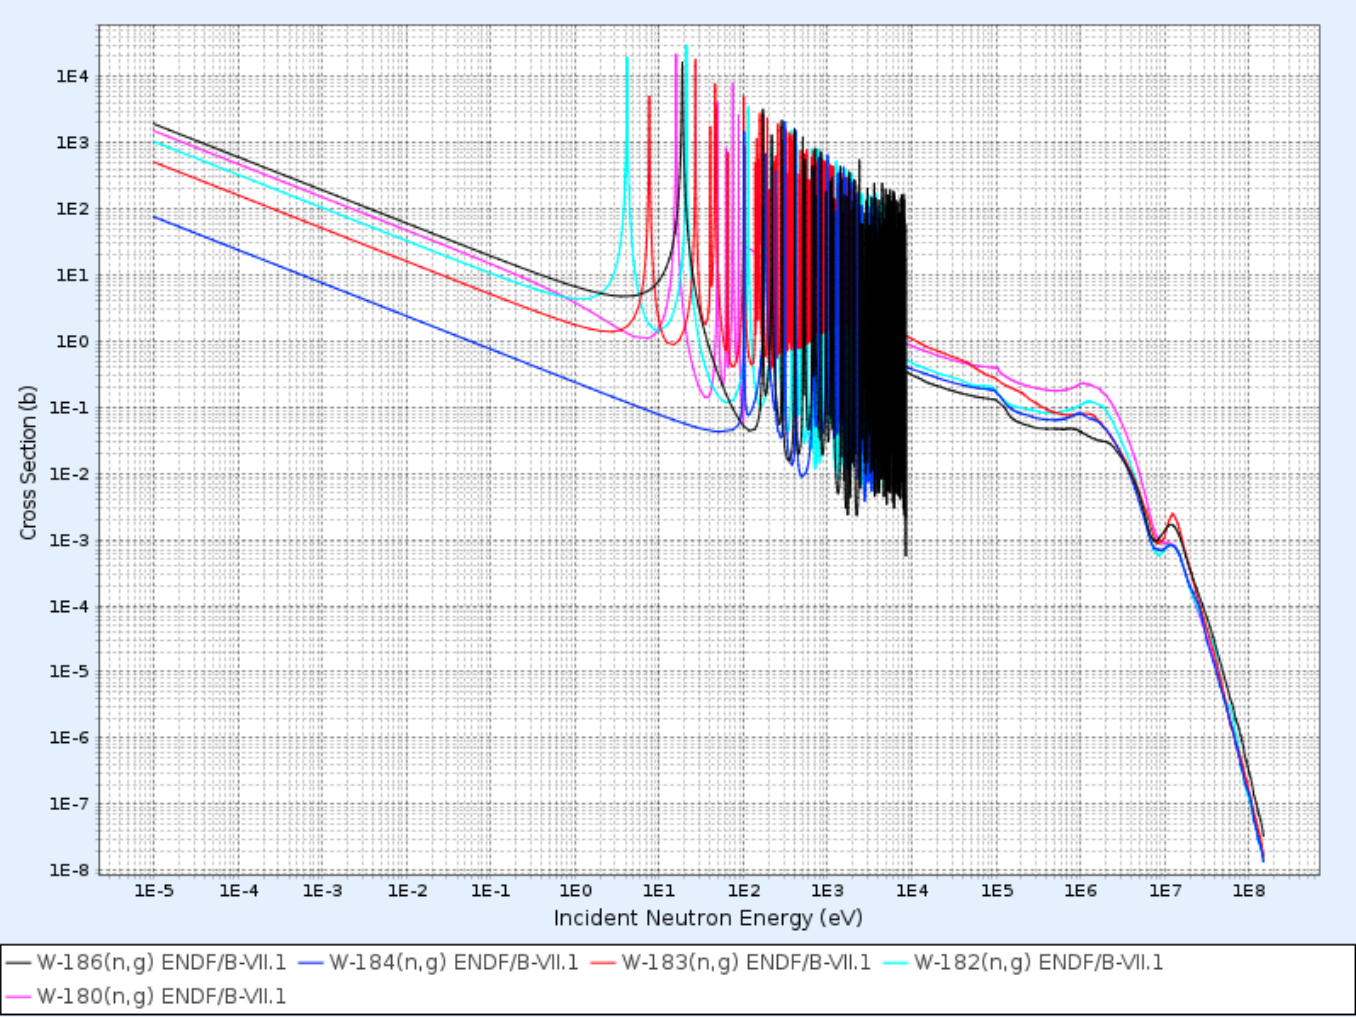 1E4
1E3
1E2
1E1
1E0
1E-1
1E-2
1E-3
1E-4
1E-5
1E-6
1E-7
1E-8
Cross Section (b)
1E-5 1E-4 1E-3 1E-2 1E-1 1E0 1E1 1E2 1E3 1E4 1E5 1E6 1E7 1E8
Incident Neutron Energy (eV)
W-186(n,g) ENDF/B-VII.1 W-184(n,g) ENDF/B-VII.1 W-183(n,g) ENDF/B-VII.1 W-182(n,g) ENDF/B-VII.1
W-180(n,g) ENDF/B-VII.1